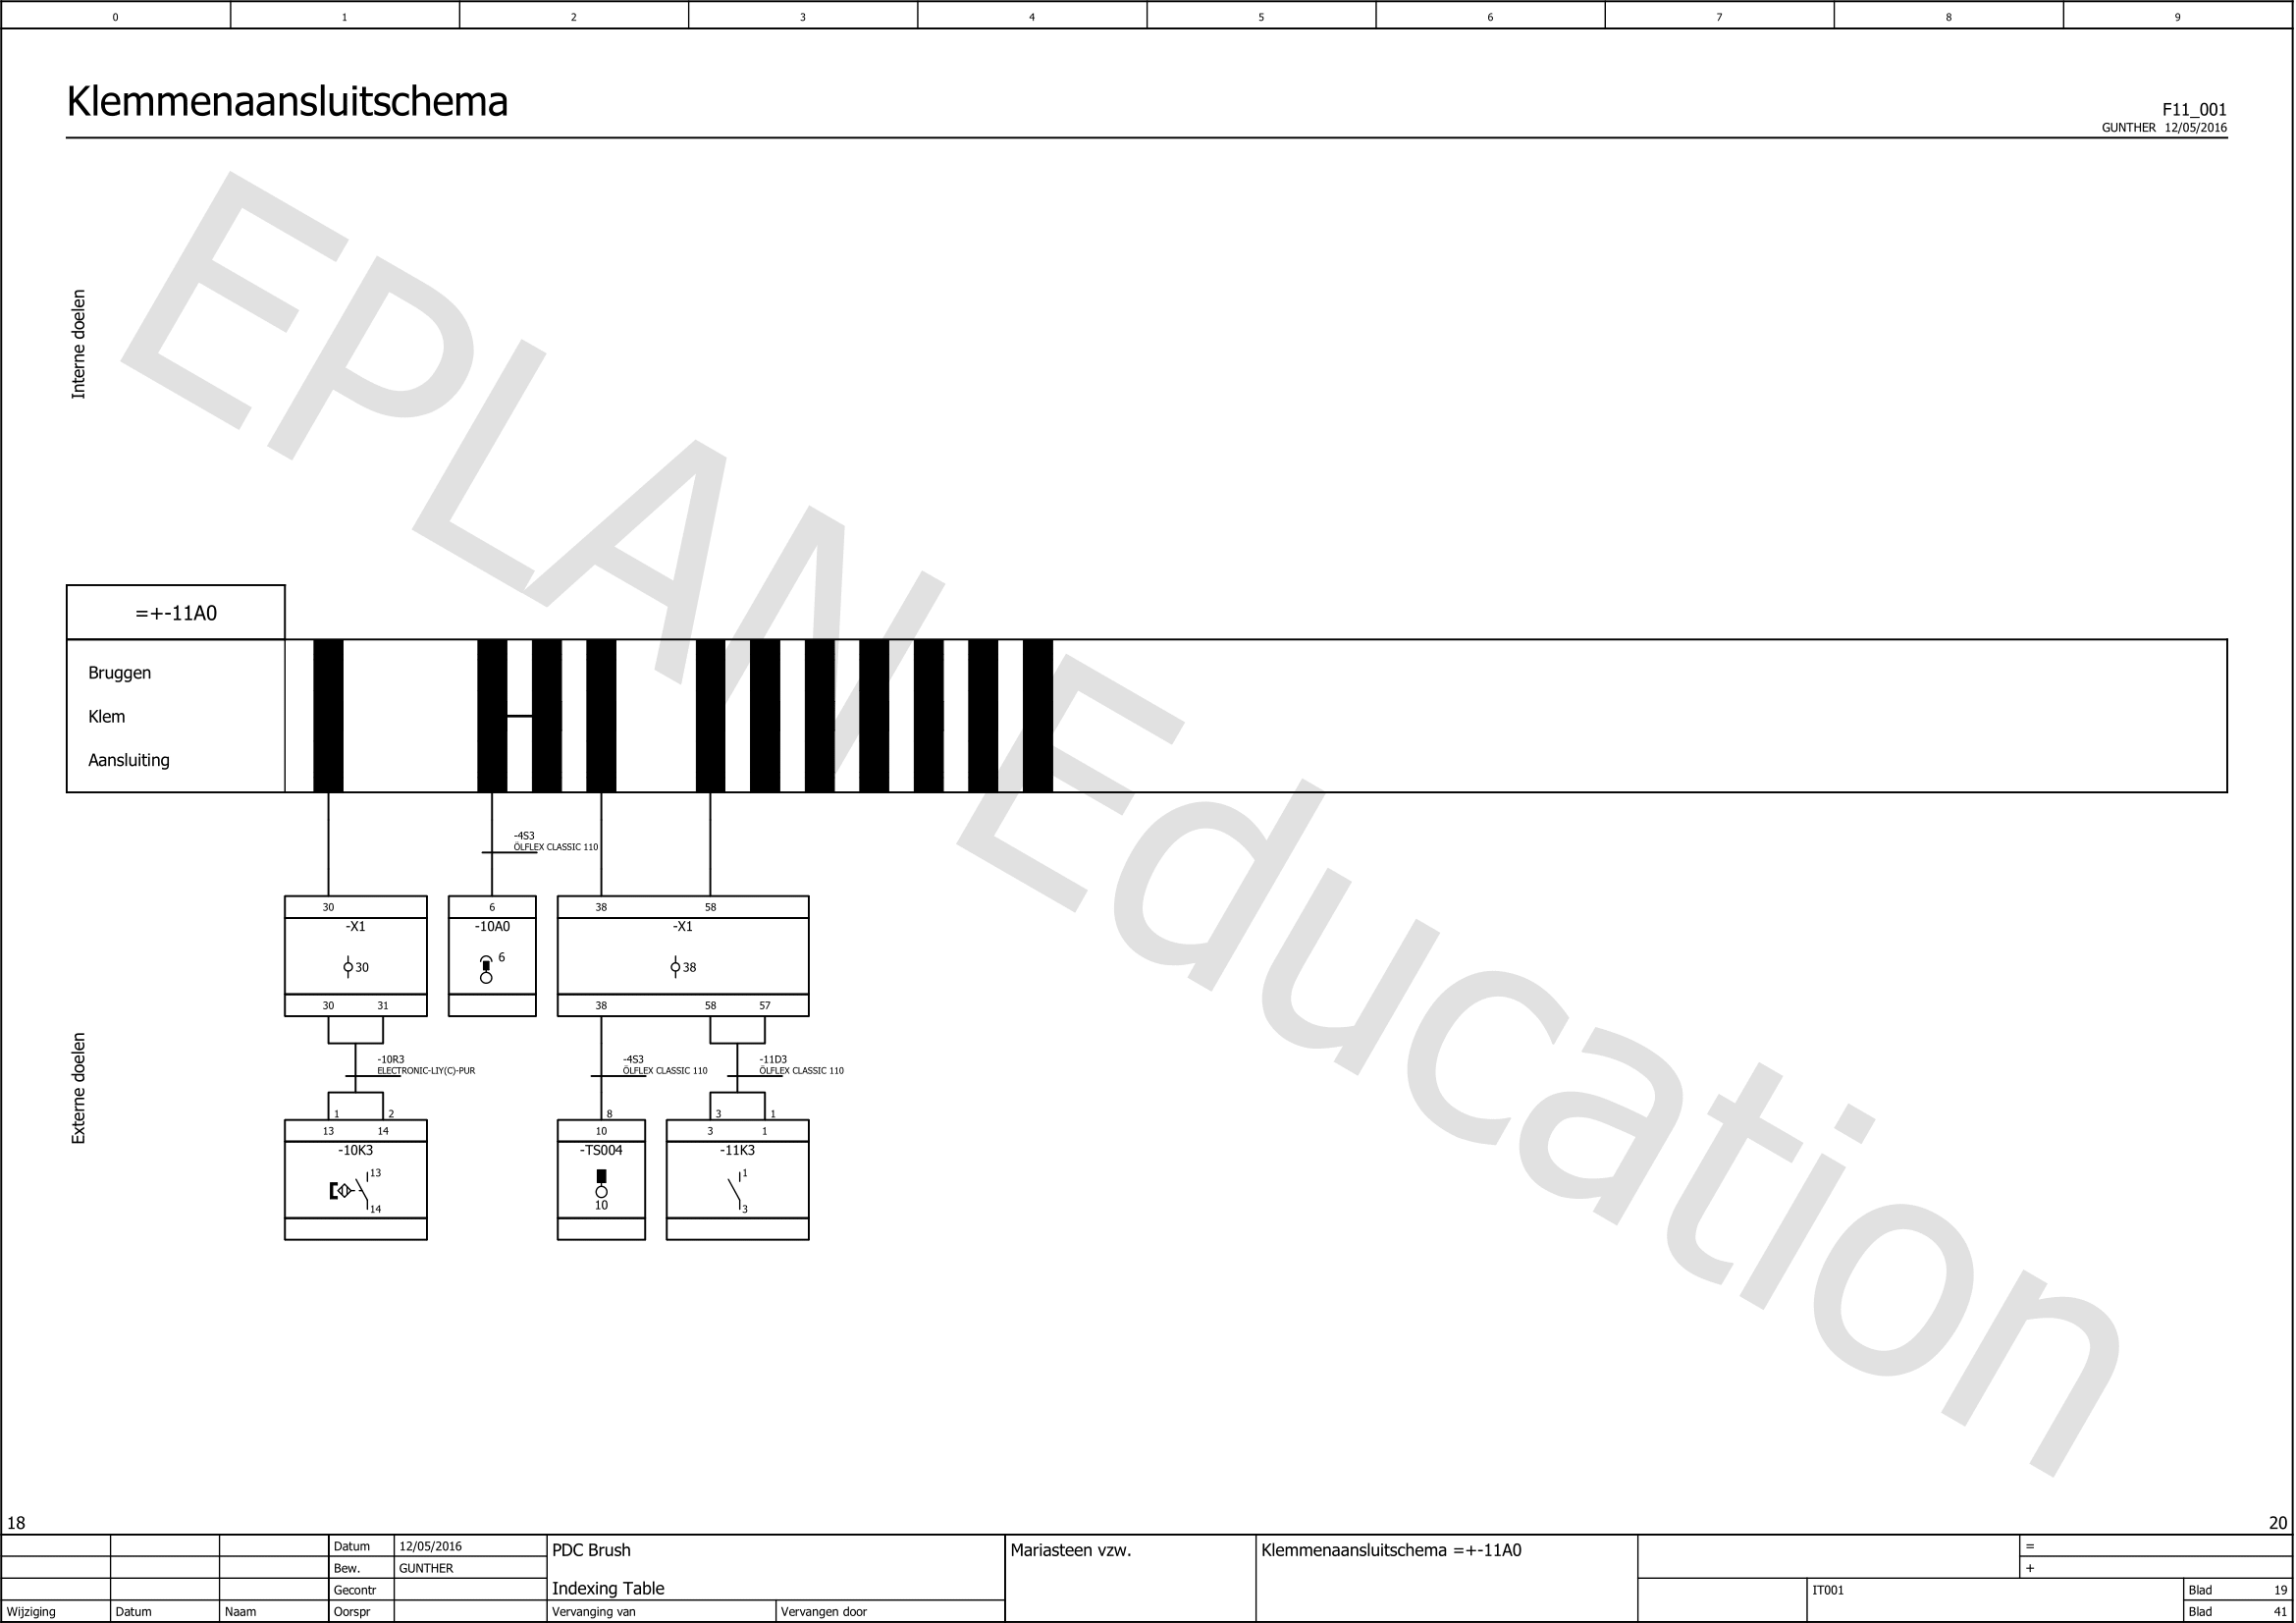 0 1 2 3 4 5 6 7 8 9
Klemmenaansluitschema
F11_001
GUNTHER 12/05/2016
EPLAN Education
Interne doelen
=+-11A0
Bruggen
Klem
Aansluiting
-4S3
ÖLFLEX CLASSIC 110
30
6
38 58
-X1
-10A0
-X1
30
6
38
30 31
38 58 57
Externe doelen
-10R3
ELECTRONIC-LIY(C)-PUR
-4S3
ÖLFLEX CLASSIC 110
-11D3
ÖLFLEX CLASSIC 110
1 2
8
3 1
13 14
10
3 1
-10K3
-TS004
-11K3
13
14
10
1
3
18
20
Datum 12/05/2016
Bew. GUNTHER
Gecontr
Wijziging Datum Naam Oorspr
PDC Brush
Indexing Table
Vervanging van
Vervangen door
Mariasteen vzw.
Klemmenaansluitschema =+-11A0
=
+
IT001
Blad 19
Blad 41